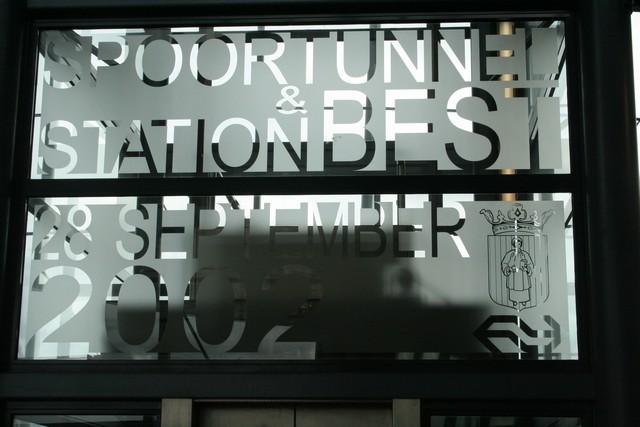 SPOORTUNNEL
&
STATION BEST
28 SEPTEMBER
2002